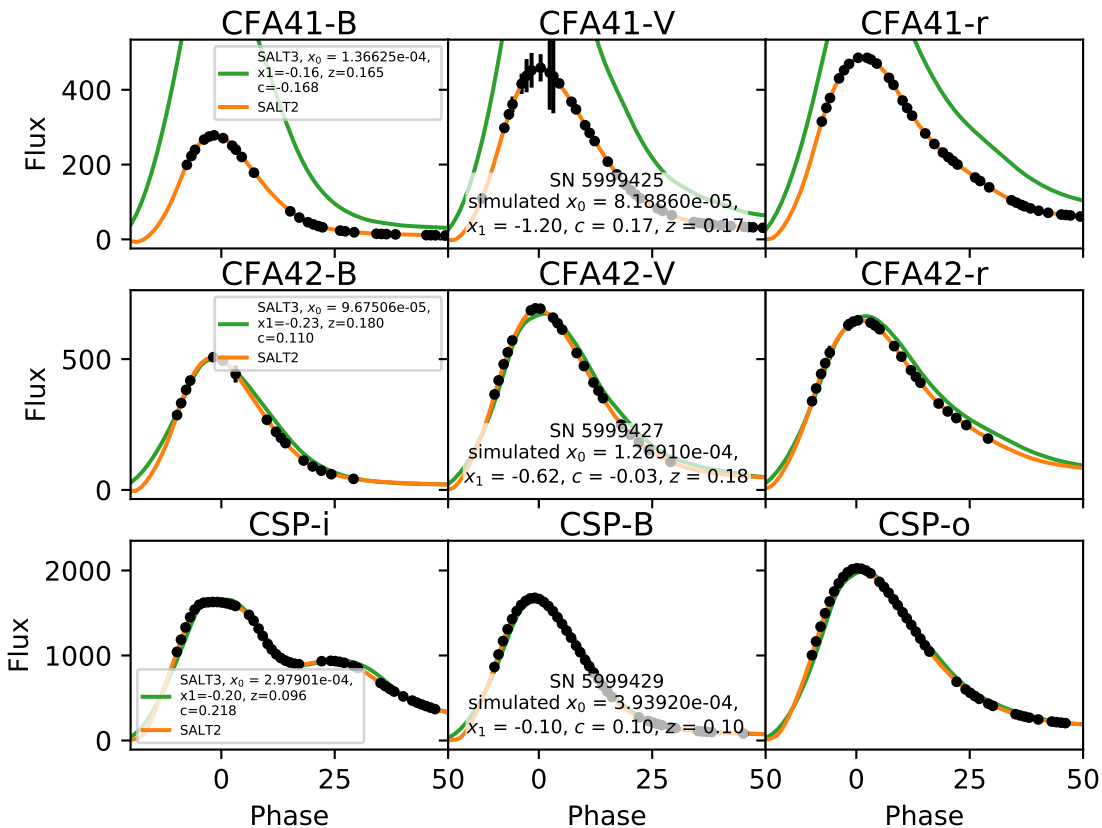 CFA41-B CFA41-V CFA41-r
SALT3, x0 = 1.36625e-04,
x1=-0.16, z=0.165
c=-0.168
SALT2
400
200
0
Flux
SN 5999425
simulated x0 = 8.18860e-05,
x1 = -1.20, c = 0.17, z = 0.17
CFA42-B CFA42-V CFA42-r
SALT3, x0 = 9.67506e-05,
x1=-0.23, z=0.180
c=0.110
SALT2
500
0
Flux
SN 5999427
simulated x0 = 1.26910e-04,
x1 = -0.62, c = -0.03, z = 0.18
CSP-i CSP-B CSP-o
2000
1000
0
Flux
SALT3, x0 = 2.97901e-04,
x1=-0.20, z=0.096
c=0.218
SALT2
SN 5999429
simulated x0 = 3.93920e-04,
x1 = -0.10, c = 0.10, z = 0.10
0 25 50 0 25 50 0 25 50
Phase Phase Phase